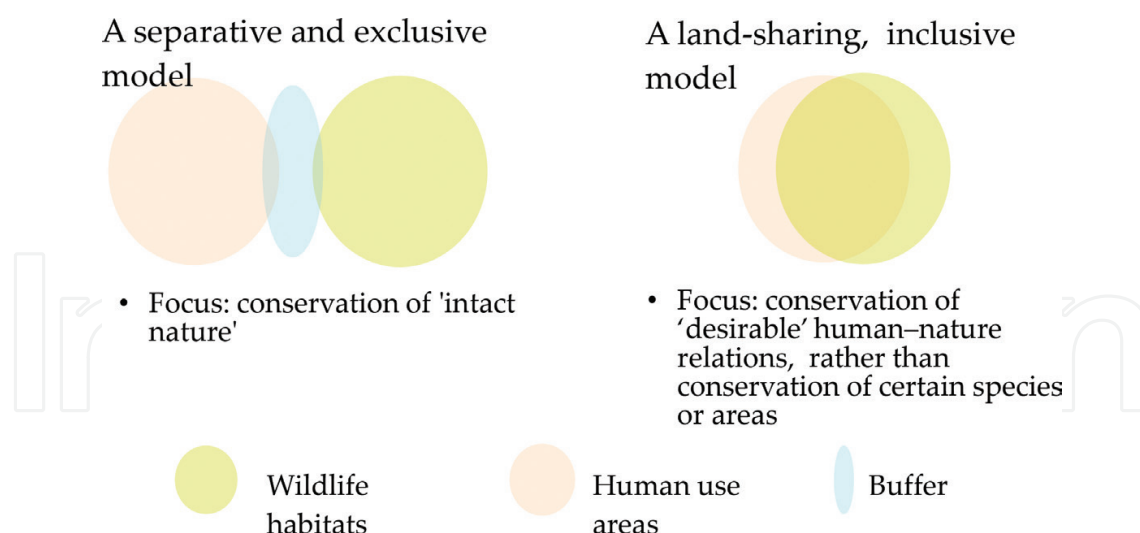 A separative and exclusive
model
A land-sharing, inclusive
model
• Focus: conservation of 'intact
nature'
• Focus: conservation of
‘desirable’ human–nature
relations, rather than
conservation of certain species
or areas
Wildlife
habitats
Human use
areas
Buffer